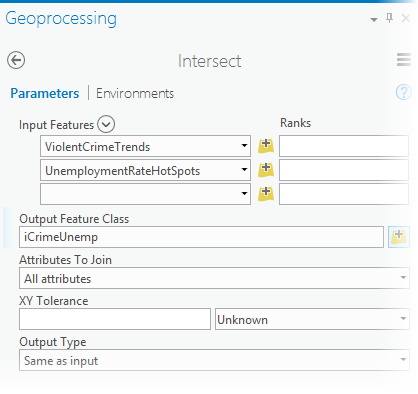 Geoprocessing
Intersect
Parameters | Environments
Input Features Ranks
ViolentCrimeTrends
UnemploymentRateHotSpots
Output Feature Class
iCrimeUnemp
Attributes To Join
All attributes
XY Tolerance
Unknown
Output Type
Same as input